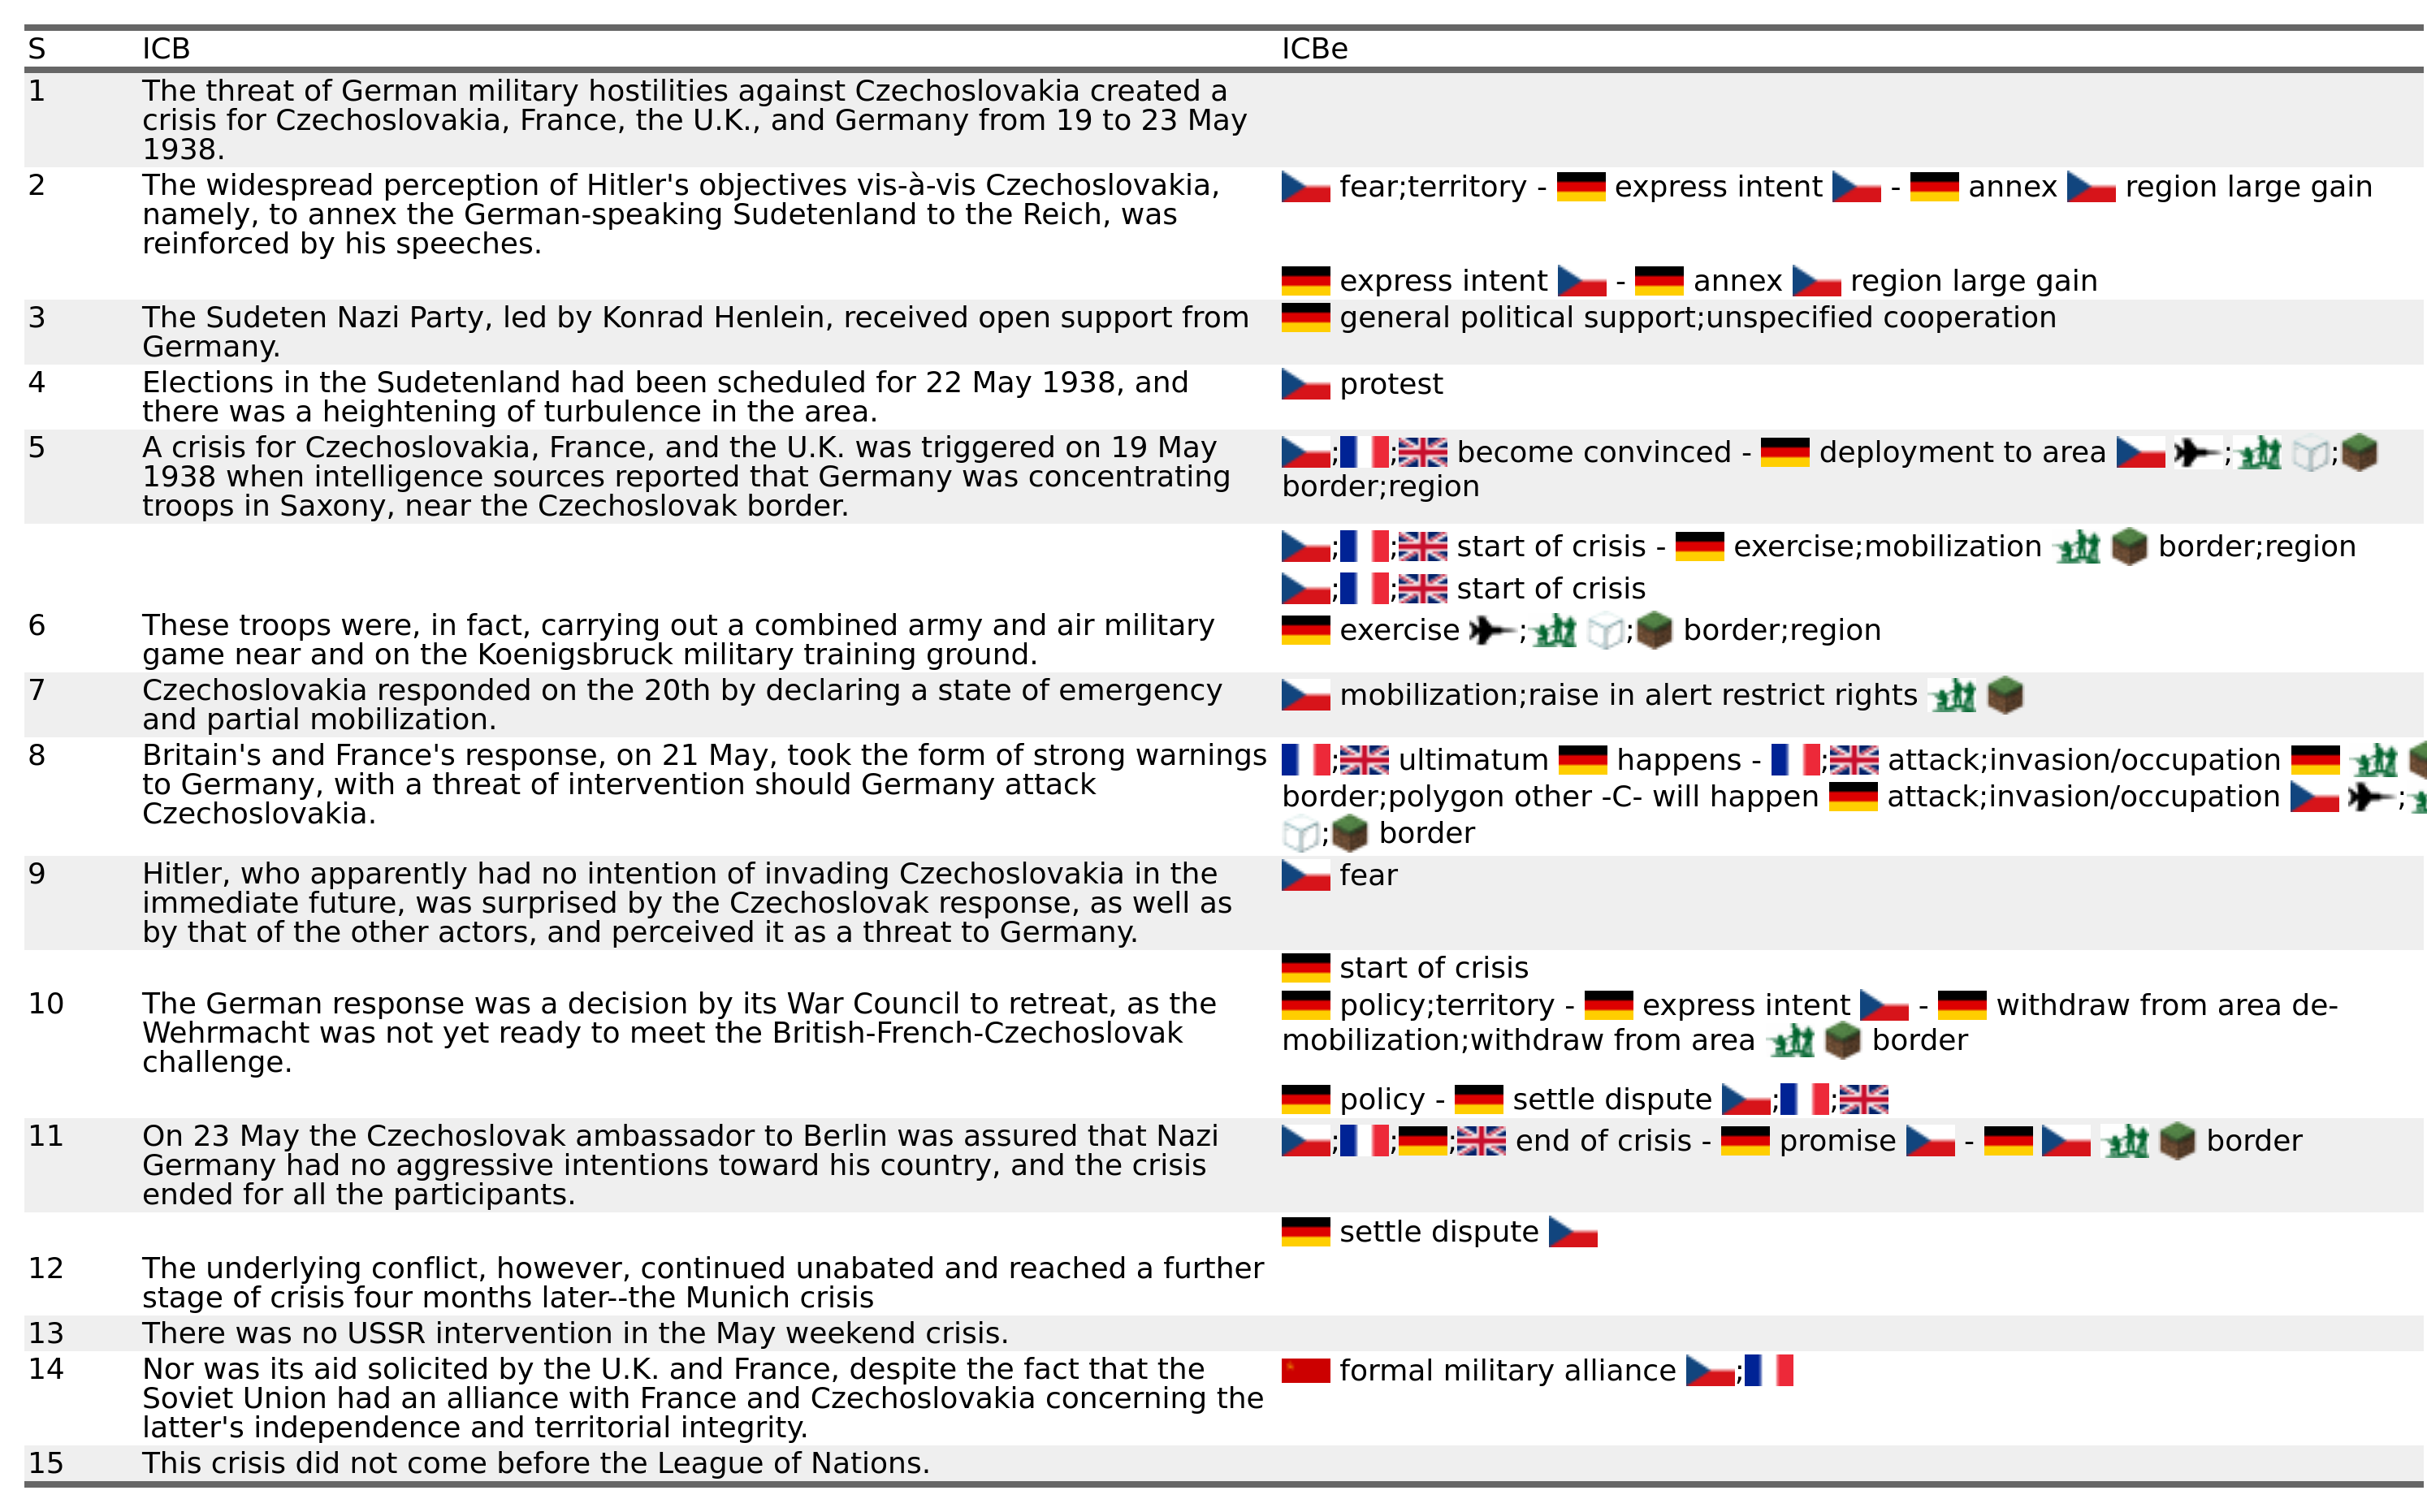 S ICB ICBe
1 The threat of German military hostilities against Czechoslovakia created a
crisis for Czechoslovakia, France, the U.K., and Germany from 19 to 23 May
1938.
2 The widespread perception of Hitler's objectives vis-à-vis Czechoslovakia,
namely, to annex the German-speaking Sudetenland to the Reich, was
reinforced by his speeches.
fear;territory - express intent - annex region large gain
express intent - annex region large gain
3 The Sudeten Nazi Party, led by Konrad Henlein, received open support from
Germany.
general political support;unspecified cooperation
4 Elections in the Sudetenland had been scheduled for 22 May 1938, and
there was a heightening of turbulence in the area.
protest
5 A crisis for Czechoslovakia, France, and the U.K. was triggered on 19 May
1938 when intelligence sources reported that Germany was concentrating
troops in Saxony, near the Czechoslovak border.
; ; become convinced - deployment to area ; ;
border;region
; ; start of crisis - exercise;mobilization border;region
; ; start of crisis
6 These troops were, in fact, carrying out a combined army and air military
game near and on the Koenigsbruck military training ground.
exercise ; ; border;region
7 Czechoslovakia responded on the 20th by declaring a state of emergency
and partial mobilization.
mobilization;raise in alert restrict rights
8 Britain's and France's response, on 21 May, took the form of strong warnings
to Germany, with a threat of intervention should Germany attack
Czechoslovakia.
; ultimatum happens - ; attack;invasion/occupation
border;polygon other -C- will happen attack;invasion/occupation ;
; border
9 Hitler, who apparently had no intention of invading Czechoslovakia in the
immediate future, was surprised by the Czechoslovak response, as well as
by that of the other actors, and perceived it as a threat to Germany.
fear
start of crisis
10 The German response was a decision by its War Council to retreat, as the
Wehrmacht was not yet ready to meet the British-French-Czechoslovak
challenge.
policy;territory - express intent - withdraw from area de-
mobilization;withdraw from area border
policy - settle dispute ; ;
11 On 23 May the Czechoslovak ambassador to Berlin was assured that Nazi
Germany had no aggressive intentions toward his country, and the crisis
ended for all the participants.
; ; ; end of crisis - promise - border
settle dispute
12 The underlying conflict, however, continued unabated and reached a further
stage of crisis four months later--the Munich crisis
13 There was no USSR intervention in the May weekend crisis.
14 Nor was its aid solicited by the U.K. and France, despite the fact that the
Soviet Union had an alliance with France and Czechoslovakia concerning the
latter's independence and territorial integrity.
formal military alliance ;
15 This crisis did not come before the League of Nations.